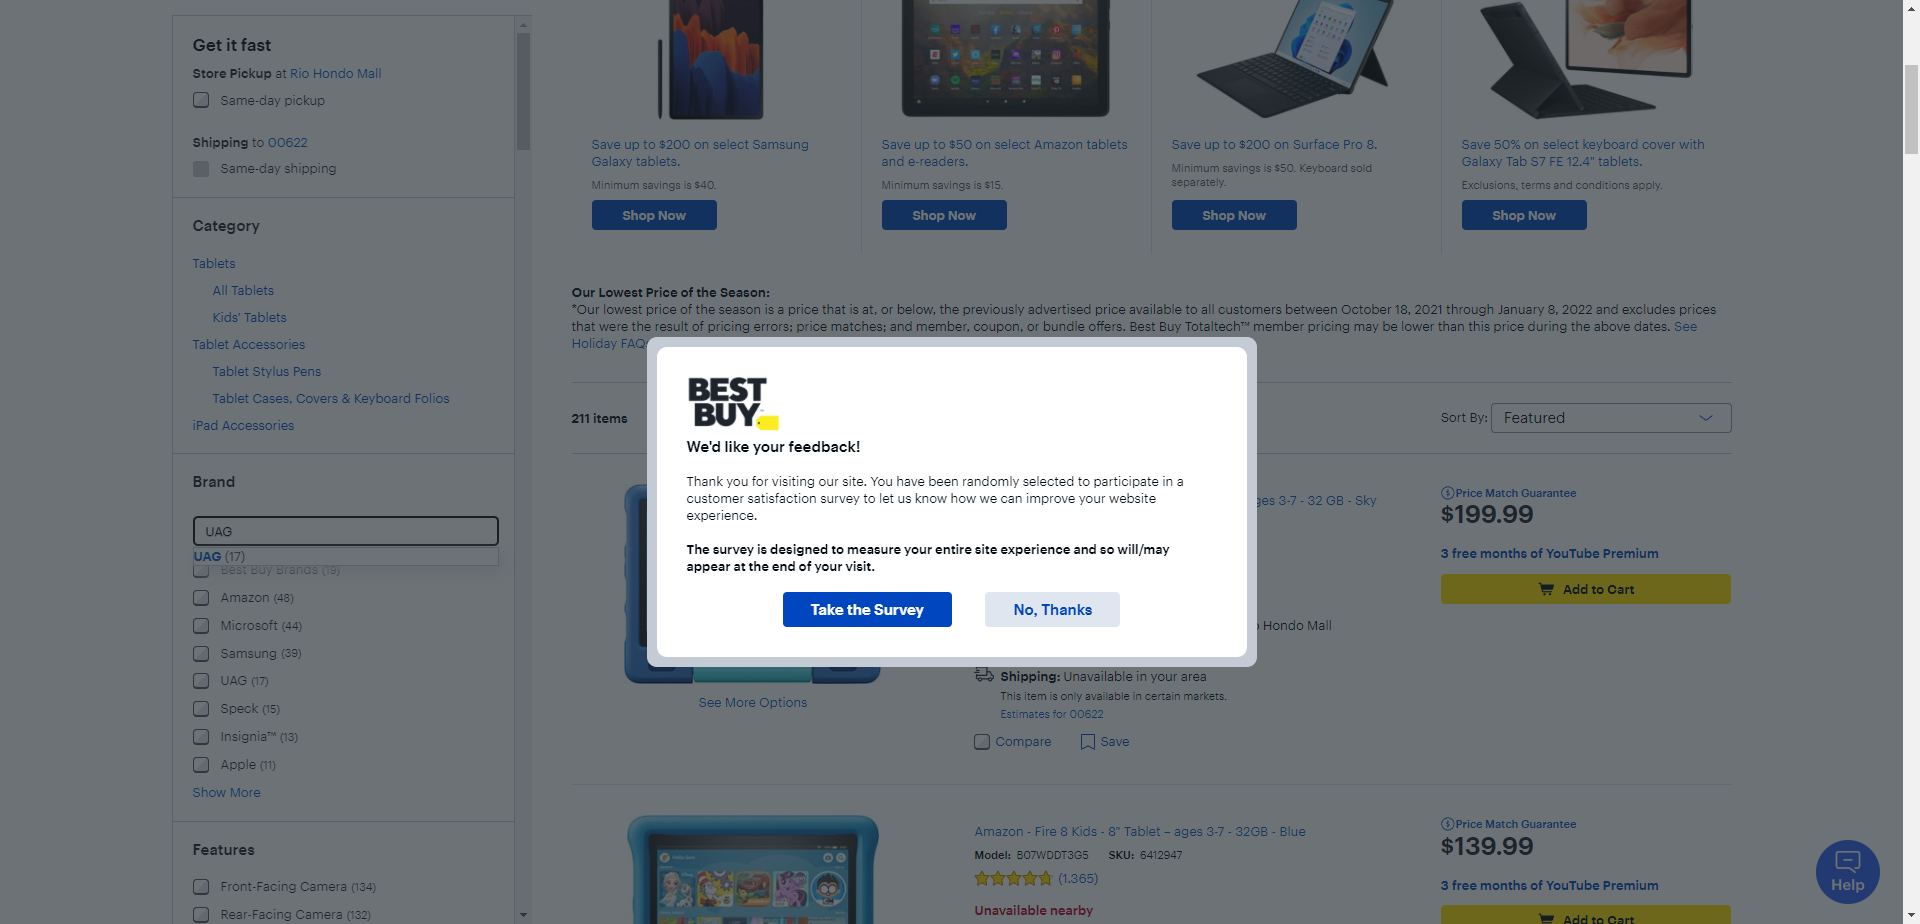 Get it fast
Store Pickup at Rio Hondo Mall
Same-day pickup
Shipping to 00622
Same-day shipping
Category
Tablets
All Tablets
Kids' Tablets
Tablet Accessories
Tablet Stylus Pens
Tablet Cases, Covers & Keyboard Folios
iPad Accessories
Brand
UAG
UAG (17)
Best Buy Brands (19)
Amazon (48)
Microsoft (44)
Samsung (39)
UAG (17)
Speck (15)
Insignia™ (13)
Apple (11)
Show More
Features
Front-Facing Camera (134)
Rear-Facing Camera (132)
Save up to $200 on select Samsung
Galaxy tablets.
Minimum savings is $40.
Shop Now
Save up to $50 on select Amazon tablets
and e-readers.
Minimum savings is $15.
Shop Now
Save up to $200 on Surface Pro 8.
Minimum savings is $50. Keyboard sold
separately.
Shop Now
Save 50% on select keyboard cover with
Galaxy Tab S7 FE 12.4" tablets.
Exclusions, terms and conditions apply.
Shop Now
Our Lowest Price of the Season:
*Our lowest price of the season is a price that is at, or below, the previously advertised price available to all customers between October 18, 2021 through January 8, 2022 and excludes prices
that were the result of pricing errors; price matches; and member, coupon, or bundle offers. Best Buy Totaltech™ member pricing may be lower than this price during the above dates. See
Holiday FAQ
211 items
Sort By: Featured
BEST
BUY
We'd like your feedback!
Thank you for visiting our site. You have been randomly selected to participate in a
customer satisfaction survey to let us know how we can improve your website
experience.
The survey is designed to measure your entire site experience and so will/may
appear at the end of your visit.
Take the Survey
No, Thanks
ges 3-7 - 32 GB - Sky
Hondo Mall
Shipping: Unavailable in your area
This item is only available in certain markets.
Estimates for 00622
Compare
Save
See More Options
Price Match Guarantee
$199.99
3 free months of YouTube Premium
Add to Cart
Amazon - Fire 8 Kids - 8" Tablet – ages 3-7 - 32GB - Blue
Model: B07WDDT3G5 SKU: 6412947
(1,365)
Unavailable nearby
Price Match Guarantee
$139.99
3 free months of YouTube Premium
Add to Cart
Help